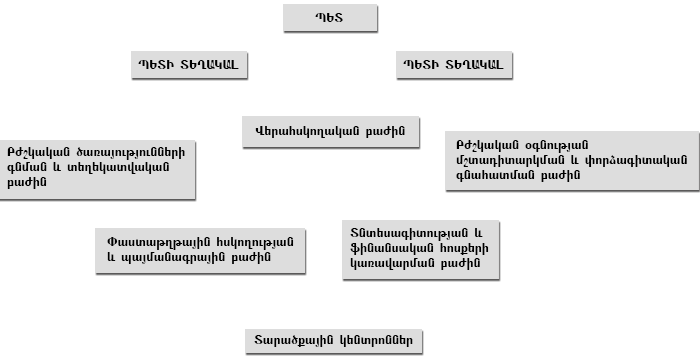 ՊԵՏ
ՊԵՏԻ ՏԵՂԱԿԱԼ
ՊԵՏԻ ՏԵՂԱԿԱԼ
Վերահսկողական բաժին
Բժշկական ծառայությունների
գնման և տեղեկատվական
բաժին
Բժշկական օգնության
մշտադիտարկման և փորձագիտական
գնահատման բաժին
Փաստաթղթային հսկողության
և պայմանագրային բաժին
Տնտեսագիտության և
ֆինանսական հոսքերի
կառավարման բաժին
Տարածքային կենտրոններ